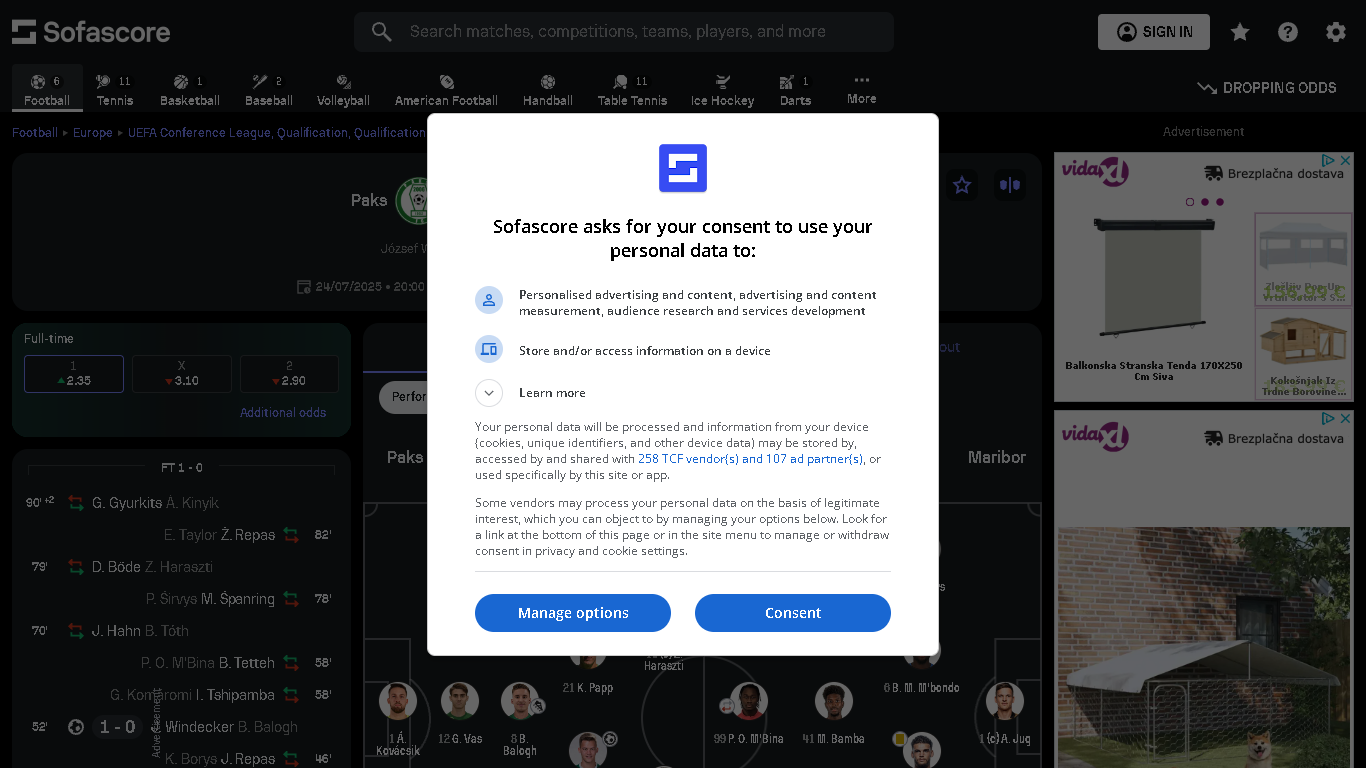 Sofascore
Search matches, competitions, teams, players, and more
SIGN IN
6
Football
11
Tennis
1
Basketball
2
Baseball
Volleyball
American Football
Handball
11
Table Tennis
Ice Hockey
1
Darts
More
DROPPING ODDS
Football
Europe
UEFA Conference League, Qualification, Qualification
Advertisement
Paks
József
24/07/2025 • 20:00
Full-time
1
2.35
X
3.10
2
2.90
Additional odds
FT 1 - 0
90' +2 G. Gyurkits Á. Kinyik
E. Taylor Ž. Repas 82'
79' D. Böde Z. Haraszti
P. Širvys M. Španring 78'
70' J. Hahn B. Tóth
P. O. M'Bina B. Tetteh 58'
G. Komáromi I. Tshipamba 58'
52' 1 - 0 J. Windecker B. Balogh
K. Borys J. Repas 46'
Advertisement
Sofascore asks for your consent to use your
personal data to:
Personalised advertising and content, advertising and content
measurement, audience research and services development
Store and/or access information on a device
Learn more
Your personal data will be processed and information from your device
(cookies, unique identifiers, and other device data) may be stored by,
accessed by and shared with 258 TCF vendor(s) and 107 ad partner(s), or
used specifically by this site or app.
Some vendors may process your personal data on the basis of legitimate
interest, which you can object to by managing your options below. Look for
a link at the bottom of this page or in the site menu to manage or withdraw
consent in privacy and cookie settings.
Manage options
Consent
Paks
Maribor
Haraszti
21 K. Papp
6 B. M. M'bondo
1 Á.
Kovácsik
12 G. Vas
8 B.
Balogh
99 P. O. M'Bina
41 M. Bamba
1 (c) A. Jug
vidaXL
Brezplačna dostava
Balkonska Stranska Tenda 170X250
Cm Siva
Zložljiv Pop-Up
Vrtni Šotor S S...
Kokošnjak Iz
Trdne Borovine...
vidaXL
Brezplačna dostava